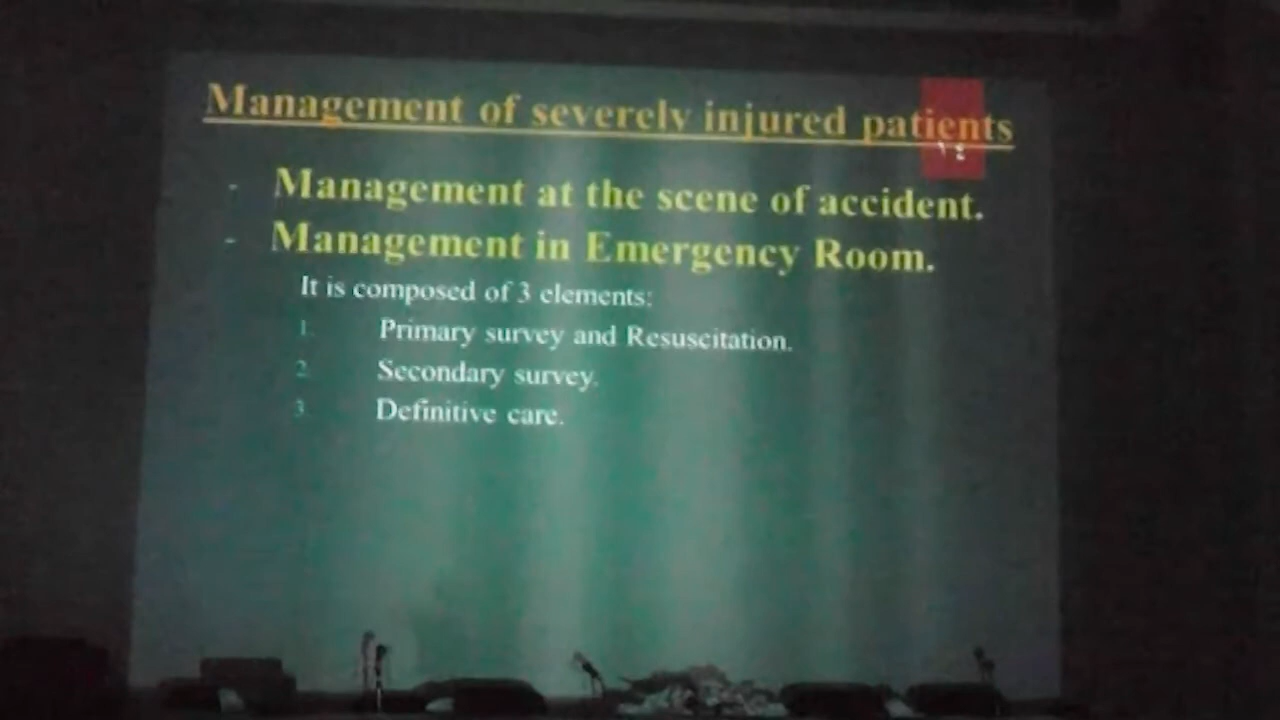 Management of severely injured patients
١٤
- Management at the scene of accident.
- Management in Emergency Room.
It is composed of 3 elements:
1. Primary survey and Resuscitation.
2. Secondary survey.
3. Definitive care.